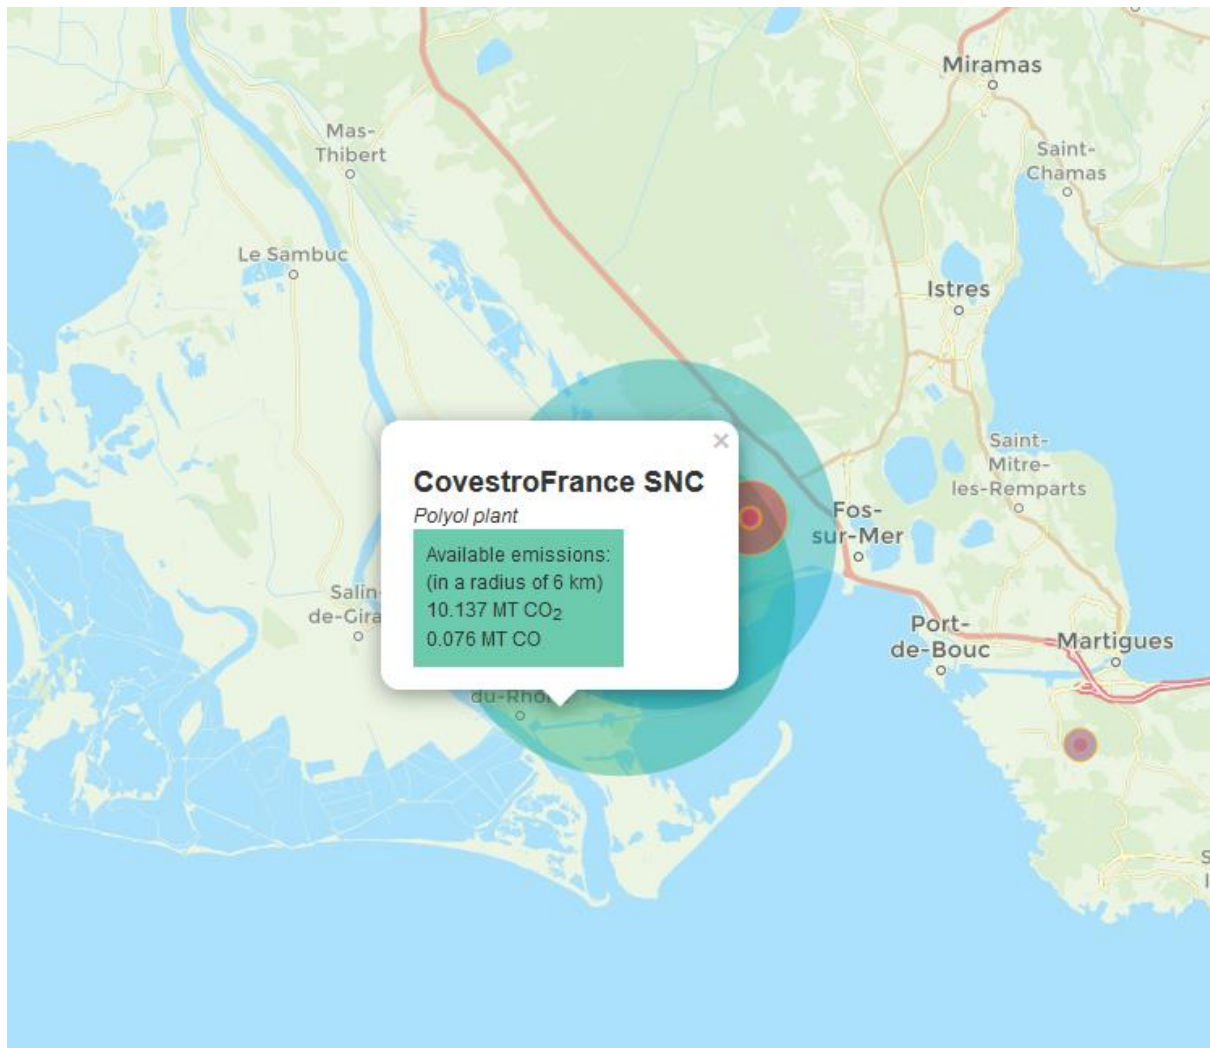 Miramas
Mas-
Thibert
Saint-
Chamas
Le Sambuc
Istres
×
Saint-
Mitre-
les-Remparts
CovestroFrance SNC
Polyol plant
Fos-
sur-Mer
Available emissions:
(in a radius of 6 km)
10.137 MT CO₂
0.076 MT CO
Salin
de-Gira
Port-
de-Bouc
Martigues
du-Rhôn